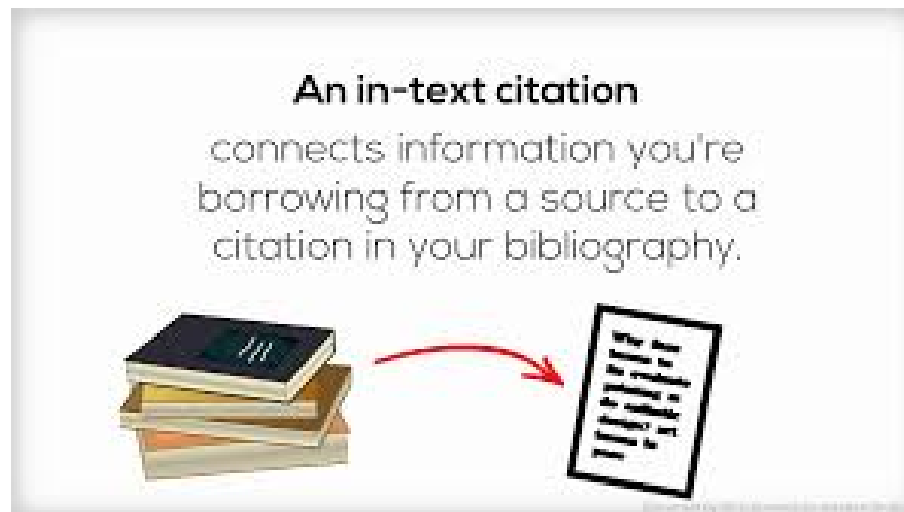 An in-text citation
connects information you're
borrowing from a source to a
citation in your bibliography.